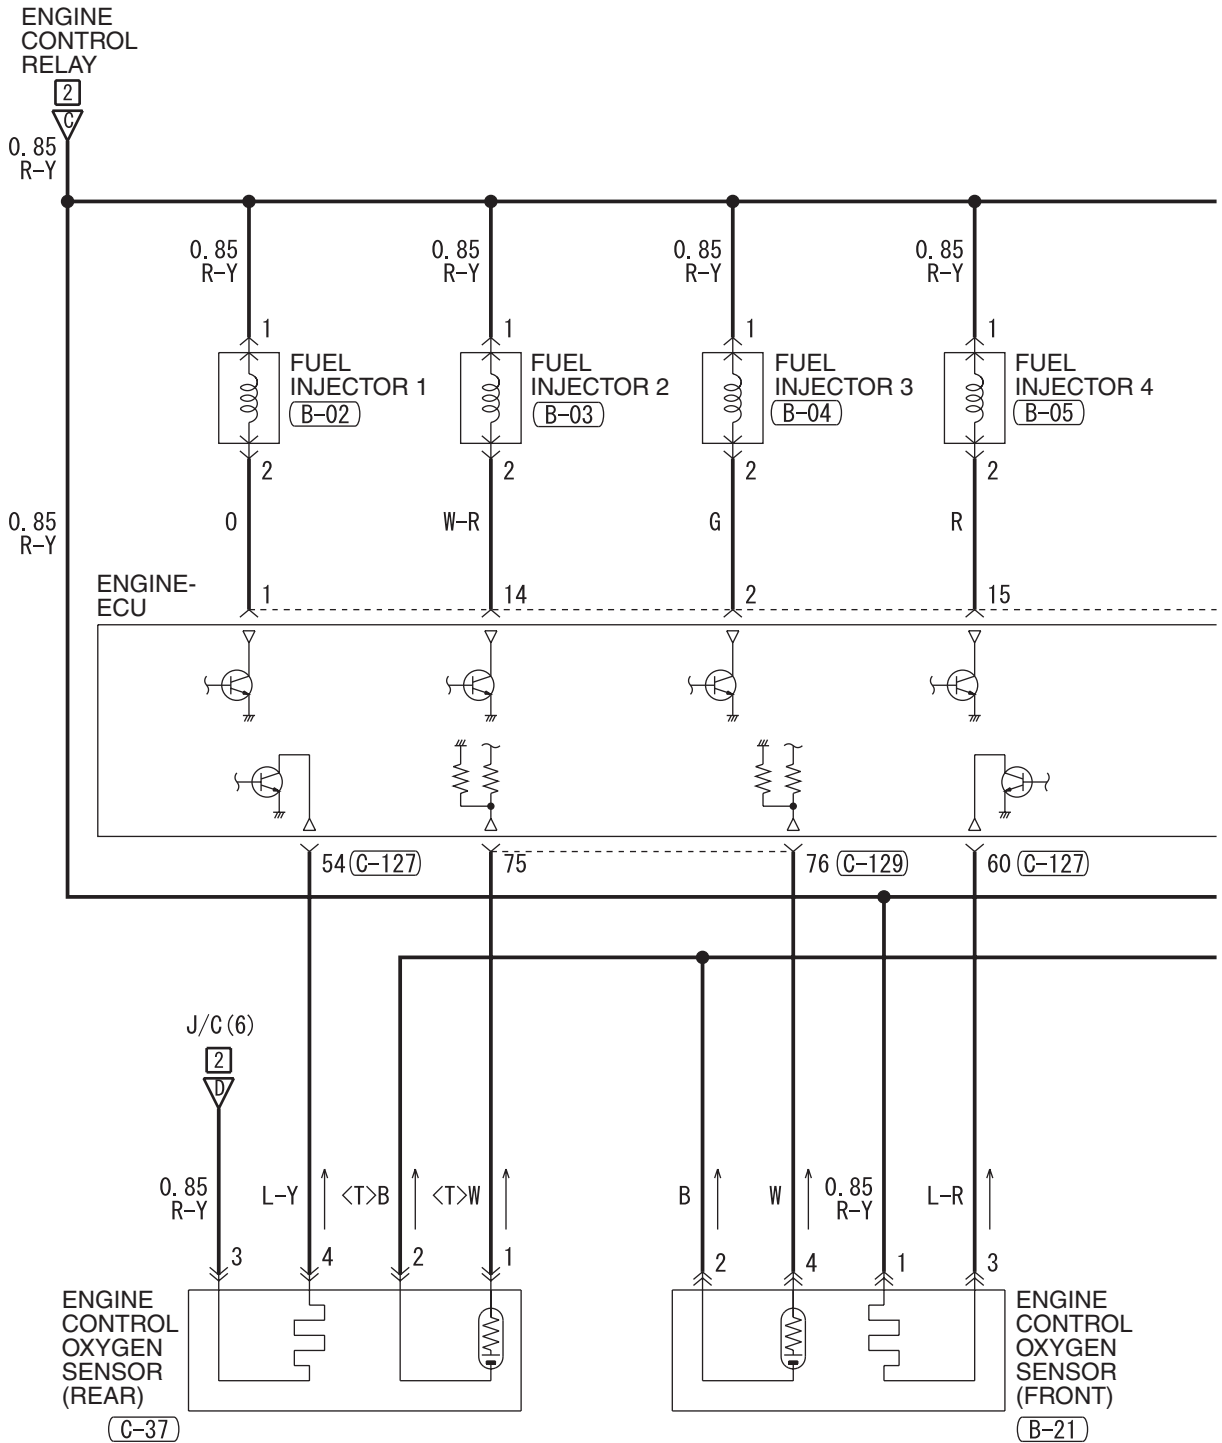 ENGINE
CONTROL
RELAY
2
C
0.85
R-Y
0.85
R-Y
0.85
R-Y
0.85
R-Y
0.85
R-Y
1
1
1
1
FUEL
INJECTOR 1
B-02
FUEL
INJECTOR 2
B-03
FUEL
INJECTOR 3
B-04
FUEL
INJECTOR 4
B-05
2
2
2
2
0.85
R-Y
O
W-R
G
R
ENGINE-
ECU
1
14
2
15
54 C-127
75
76 C-129
60 C-127
J/C(6)
2
D
0.85
R-Y
L-Y
<T>B
<T>W
B
W
0.85
R-Y
L-R
3
4
2
1
2
4
1
3
ENGINE
CONTROL
OXYGEN
SENSOR
(REAR)
C-37
ENGINE
CONTROL
OXYGEN
SENSOR
(FRONT)
B-21